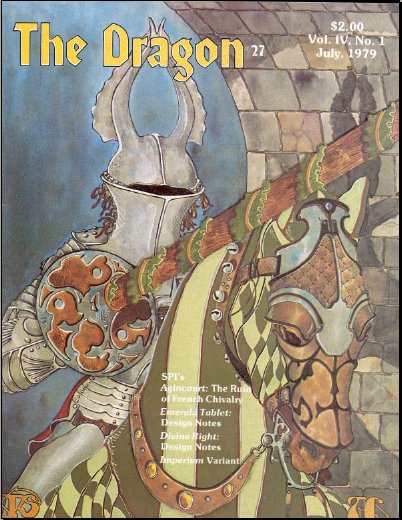 The Dragon 27
$2.00
Vol. IV, No. 1
July, 1979
SPI's
Agincourt: The Ruin
of French Chivalry
Emerald Tablet:
Design Notes
Divine Right:
Design Notes
Imperium Variant